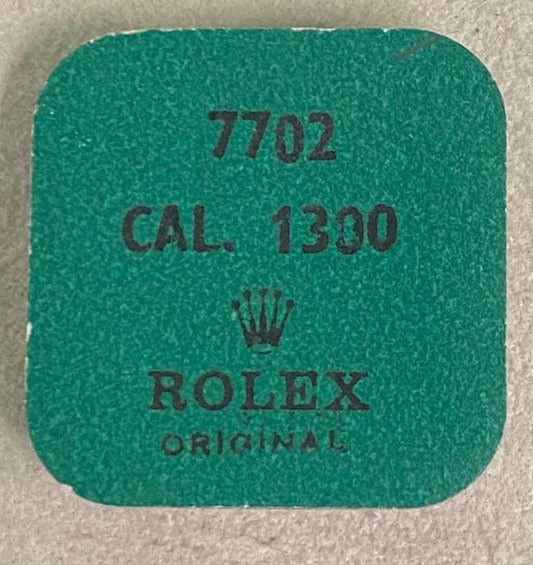 7702
CAL. 1300
ROLEX
ORIGINAL